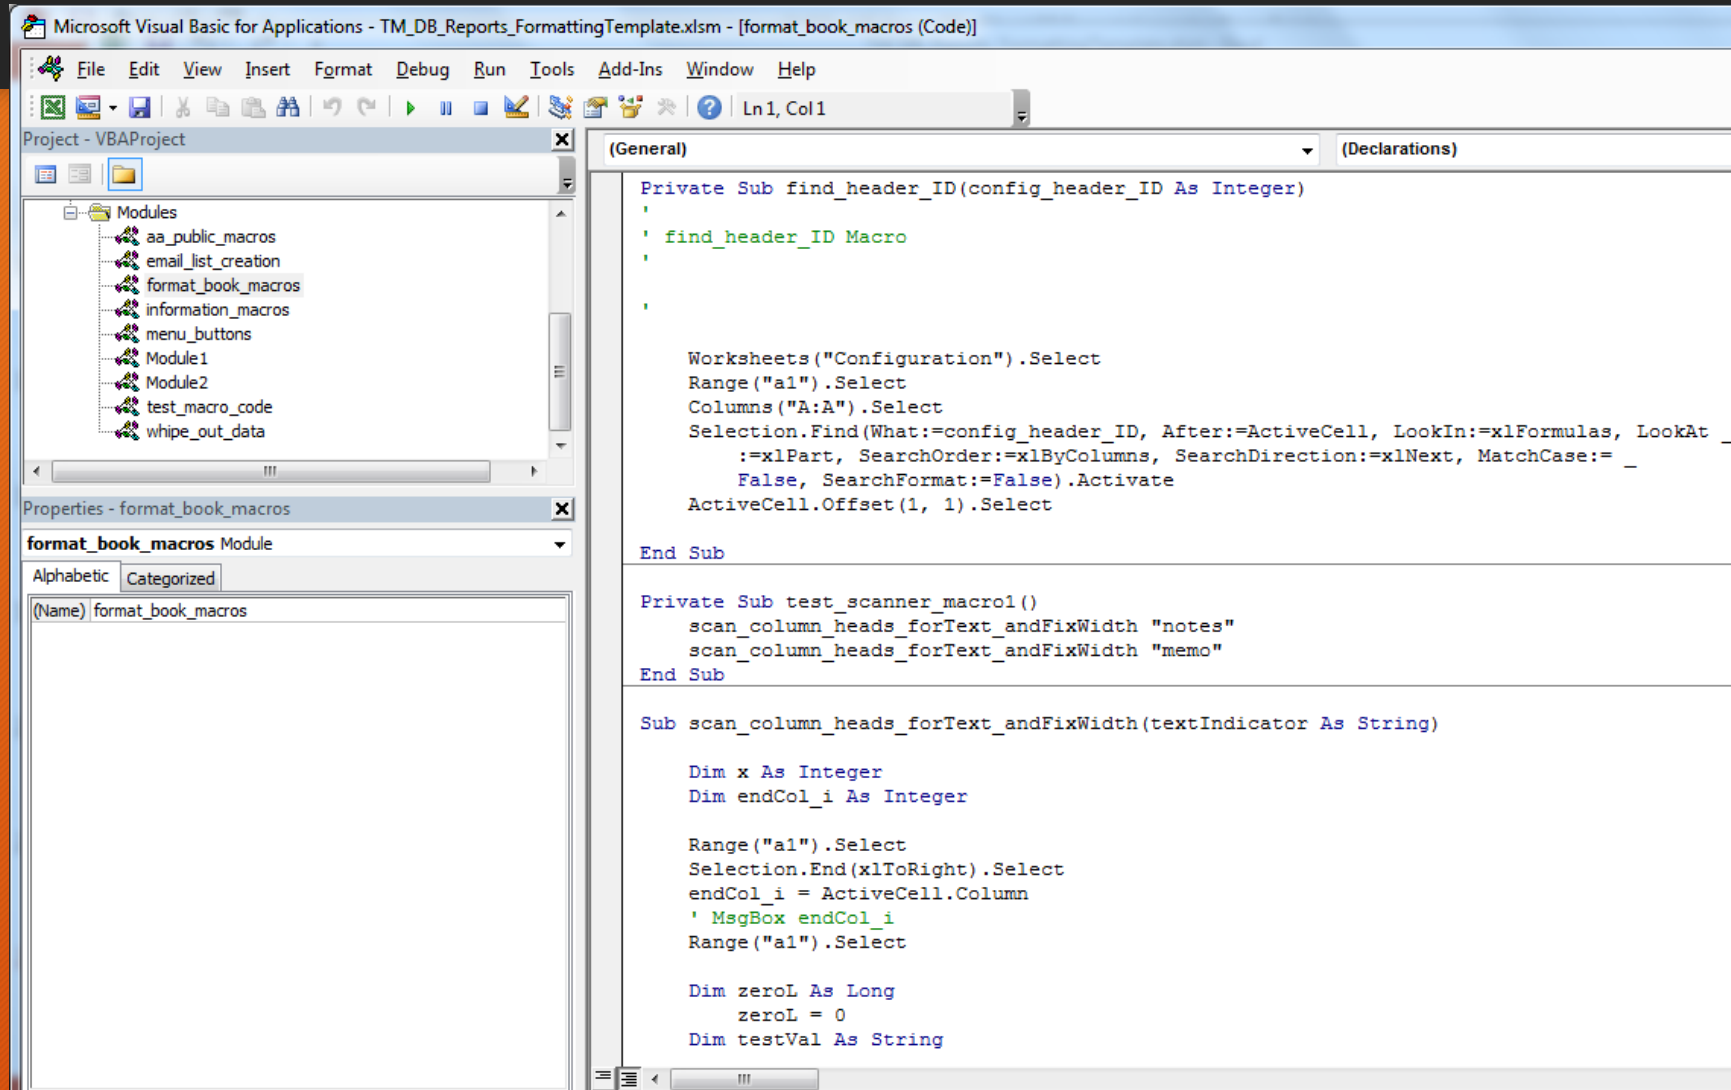 Microsoft Visual Basic for Applications - TM_DB_Reports_FormattingTemplate.xlsm - [format_book_macros (Code)]
File Edit View Insert Format Debug Run Tools Add-Ins Window Help
Ln 1, Col 1
Project - VBAProject
Modules
aa_public_macros
email_list_creation
format_book_macros
information_macros
menu_buttons
Module1
Module2
test_macro_code
whipe_out_data
Properties - format_book_macros
format_book_macros Module
Alphabetic Categorized
(Name) format_book_macros
(General) (Declarations)
Private Sub find_header_ID(config_header_ID As Integer)
'
' find_header_ID Macro
'
'
Worksheets("Configuration").Select
Range("a1").Select
Columns("A:A").Select
Selection.Find(What:=config_header_ID, After:=ActiveCell, LookIn:=xlFormulas, LookAt _
:=xlPart, SearchOrder:=xlByColumns, SearchDirection:=xlNext, MatchCase:= _
False, SearchFormat:=False).Activate
ActiveCell.Offset(1, 1).Select
End Sub
Private Sub test_scanner_macro1()
scan_column_heads_forText_andFixWidth "notes"
scan_column_heads_forText_andFixWidth "memo"
End Sub
Sub scan_column_heads_forText_andFixWidth(textIndicator As String)
Dim x As Integer
Dim endCol_i As Integer
Range("a1").Select
Selection.End(xlToRight).Select
endCol_i = ActiveCell.Column
' MsgBox endCol_i
Range("a1").Select
Dim zeroL As Long
zeroL = 0
Dim testVal As String